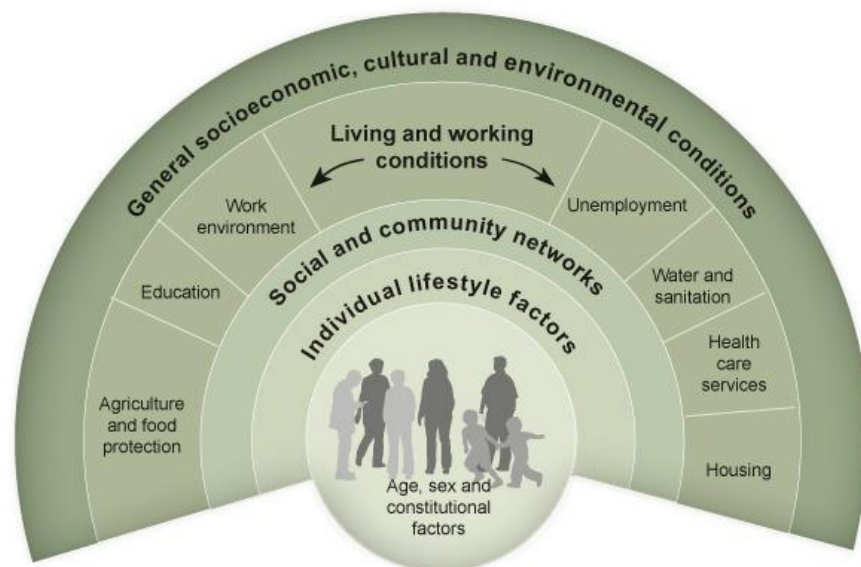 General socioeconomic, cultural and environmental conditions
Living and working
conditions
Work
environment
Unemployment
Social and community networks
Education
Water and
sanitation
Individual lifestyle factors
Health
care
services
Agriculture
and food
protection
Housing
Age, sex and
constitutional
factors